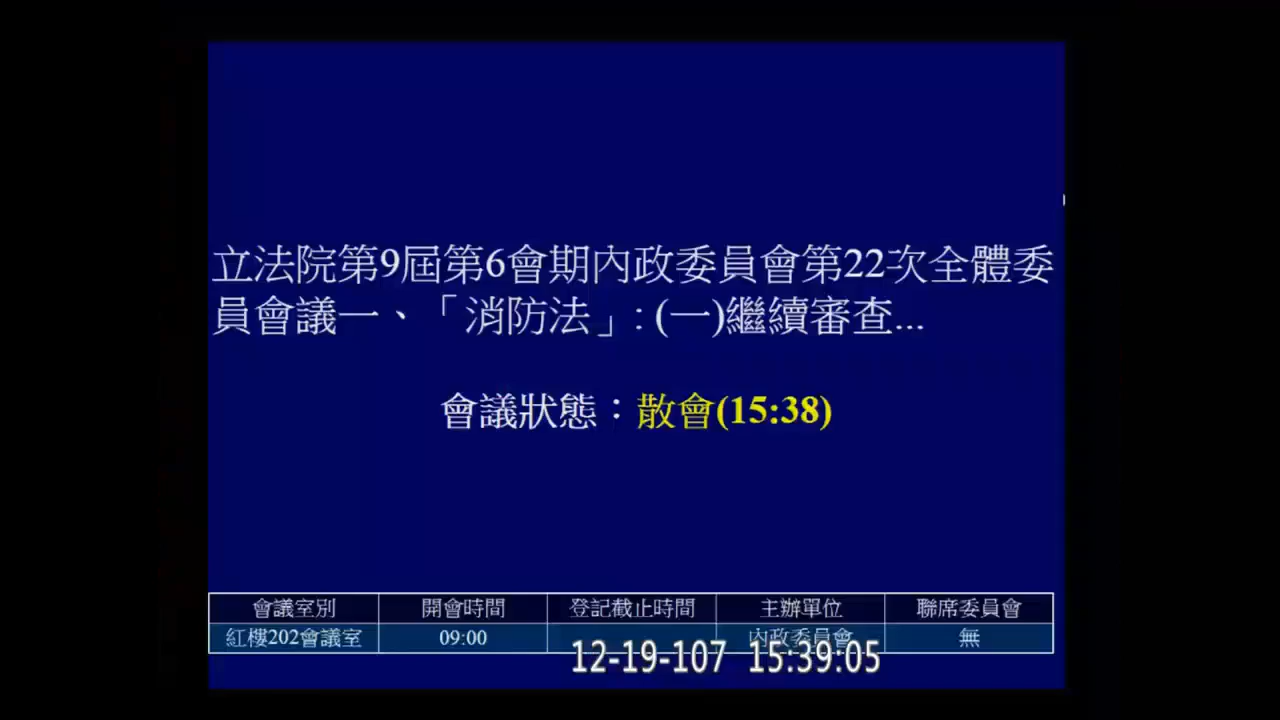 立法院第9屆第6會期內政委員會第22次全體委
員會議一、「消防法」: (一)繼續審查...
會議狀態：散會(15:38)
會議室別 開會時間 登記截止時間 主辦單位 聯席委員會
紅樓202會議室 09:00 內政委員會 無
12-19-107 15:39:05